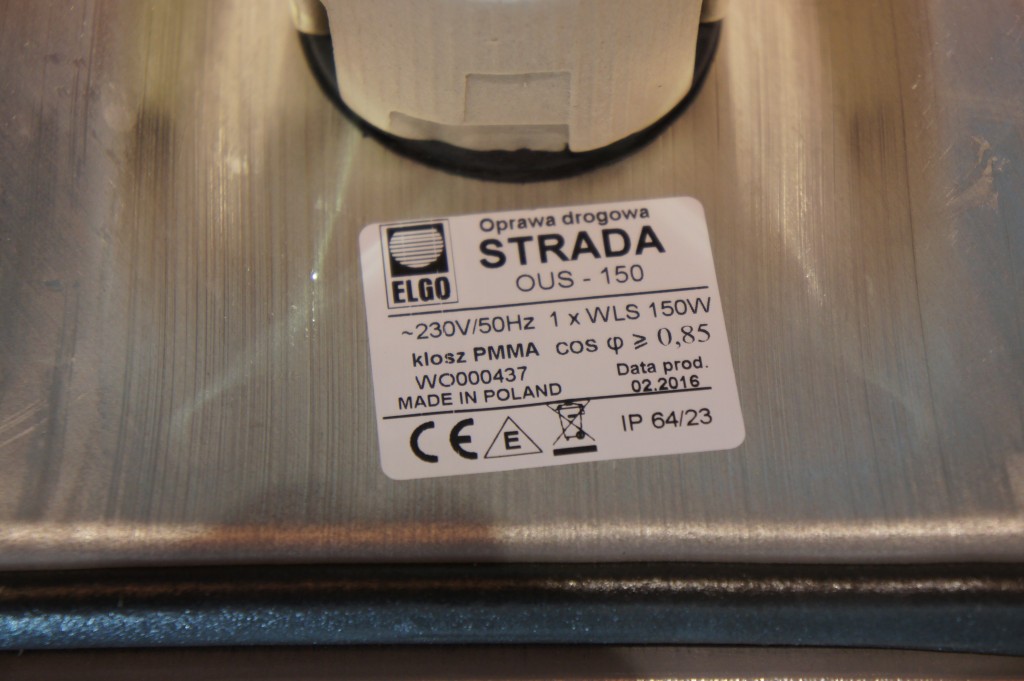 ELGO
Oprawa drogowa
STRADA
OUS - 150
~230V/50Hz 1 x WLS 150W
klosz PMMA cos φ ≥ 0,85
WO000437
Data prod.
MADE IN POLAND
02.2016
CE E IP 64/23